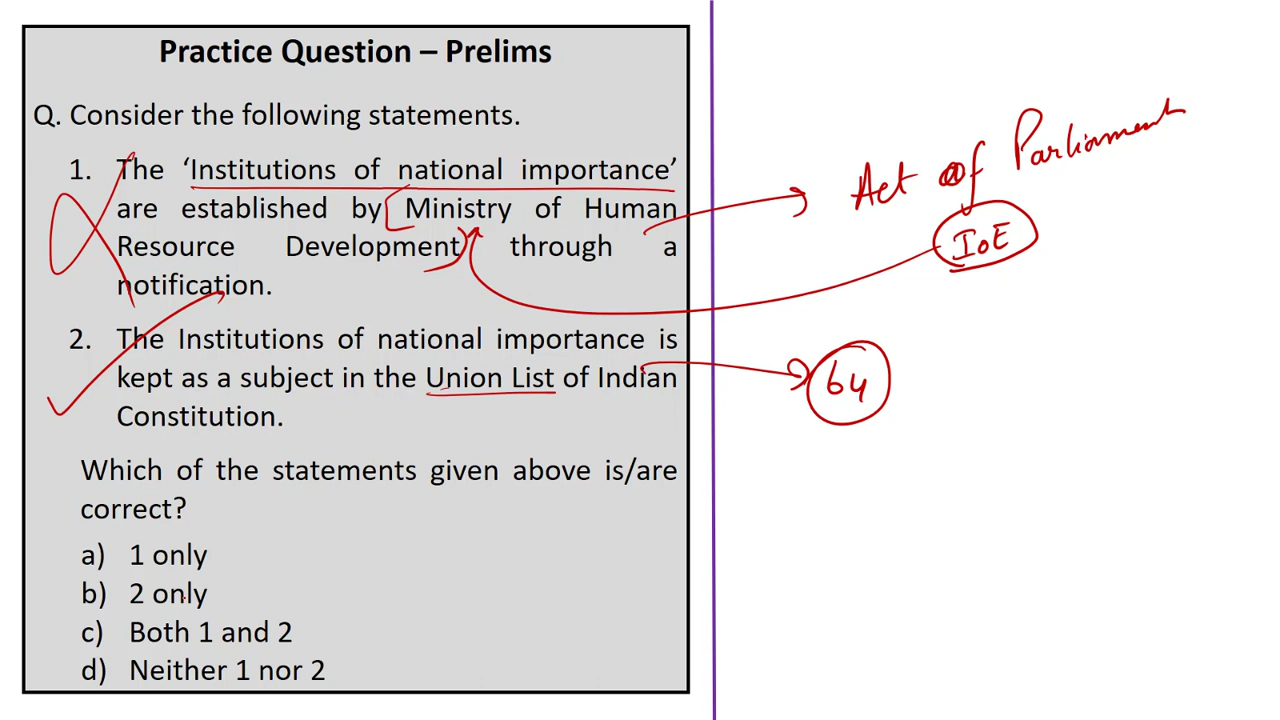 Practice Question – Prelims
Q. Consider the following statements.
1. The ‘Institutions of national importance’
are established by Ministry of Human
Resource Development through a
notification.
2. The Institutions of national importance is
kept as a subject in the Union List of Indian
Constitution.
Which of the statements given above is/are
correct?
a) 1 only
b) 2 only
c) Both 1 and 2
d) Neither 1 nor 2
Act of Parliament
IoE
64